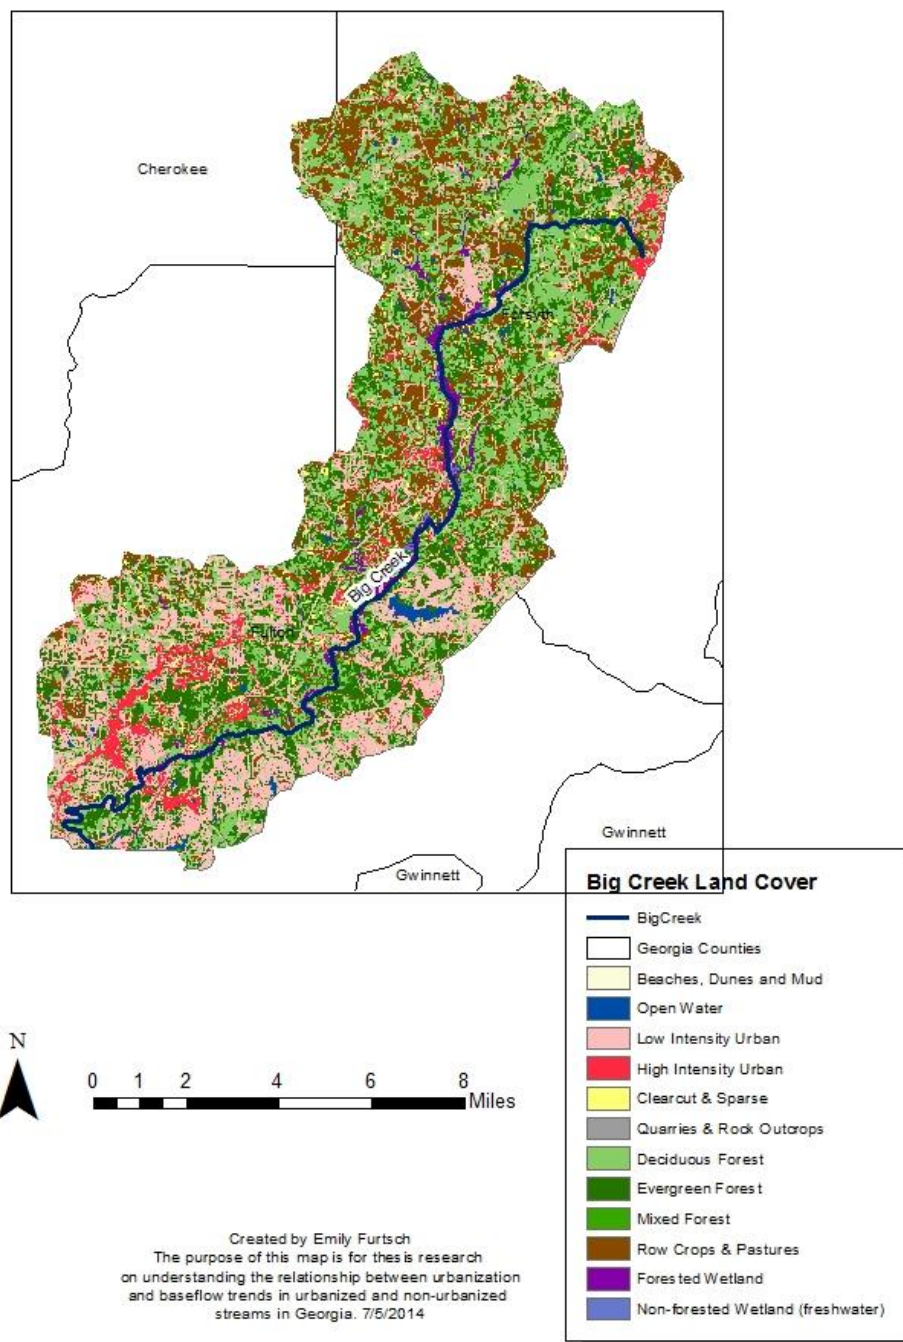 Cherokee
Forsyth
Big Creek
Fulton
Gwinnett
Gwinnett
Big Creek Land Cover
BigCreek
Georgia Counties
Beaches, Dunes and Mud
Open Water
Low Intensity Urban
High Intensity Urban
Clearcut & Sparse
Quarries & Rock Outcrops
Deciduous Forest
Evergreen Forest
Mixed Forest
Row Crops & Pastures
Forested Wetland
Non-forested Wetland (freshwater)
N
0 1 2 4 6 8
Miles
Created by Emily Furtsch
The purpose of this map is for thesis research
on understanding the relationship between urbanization
and baseflow trends in urbanized and non-urbanized
streams in Georgia. 7/5/2014